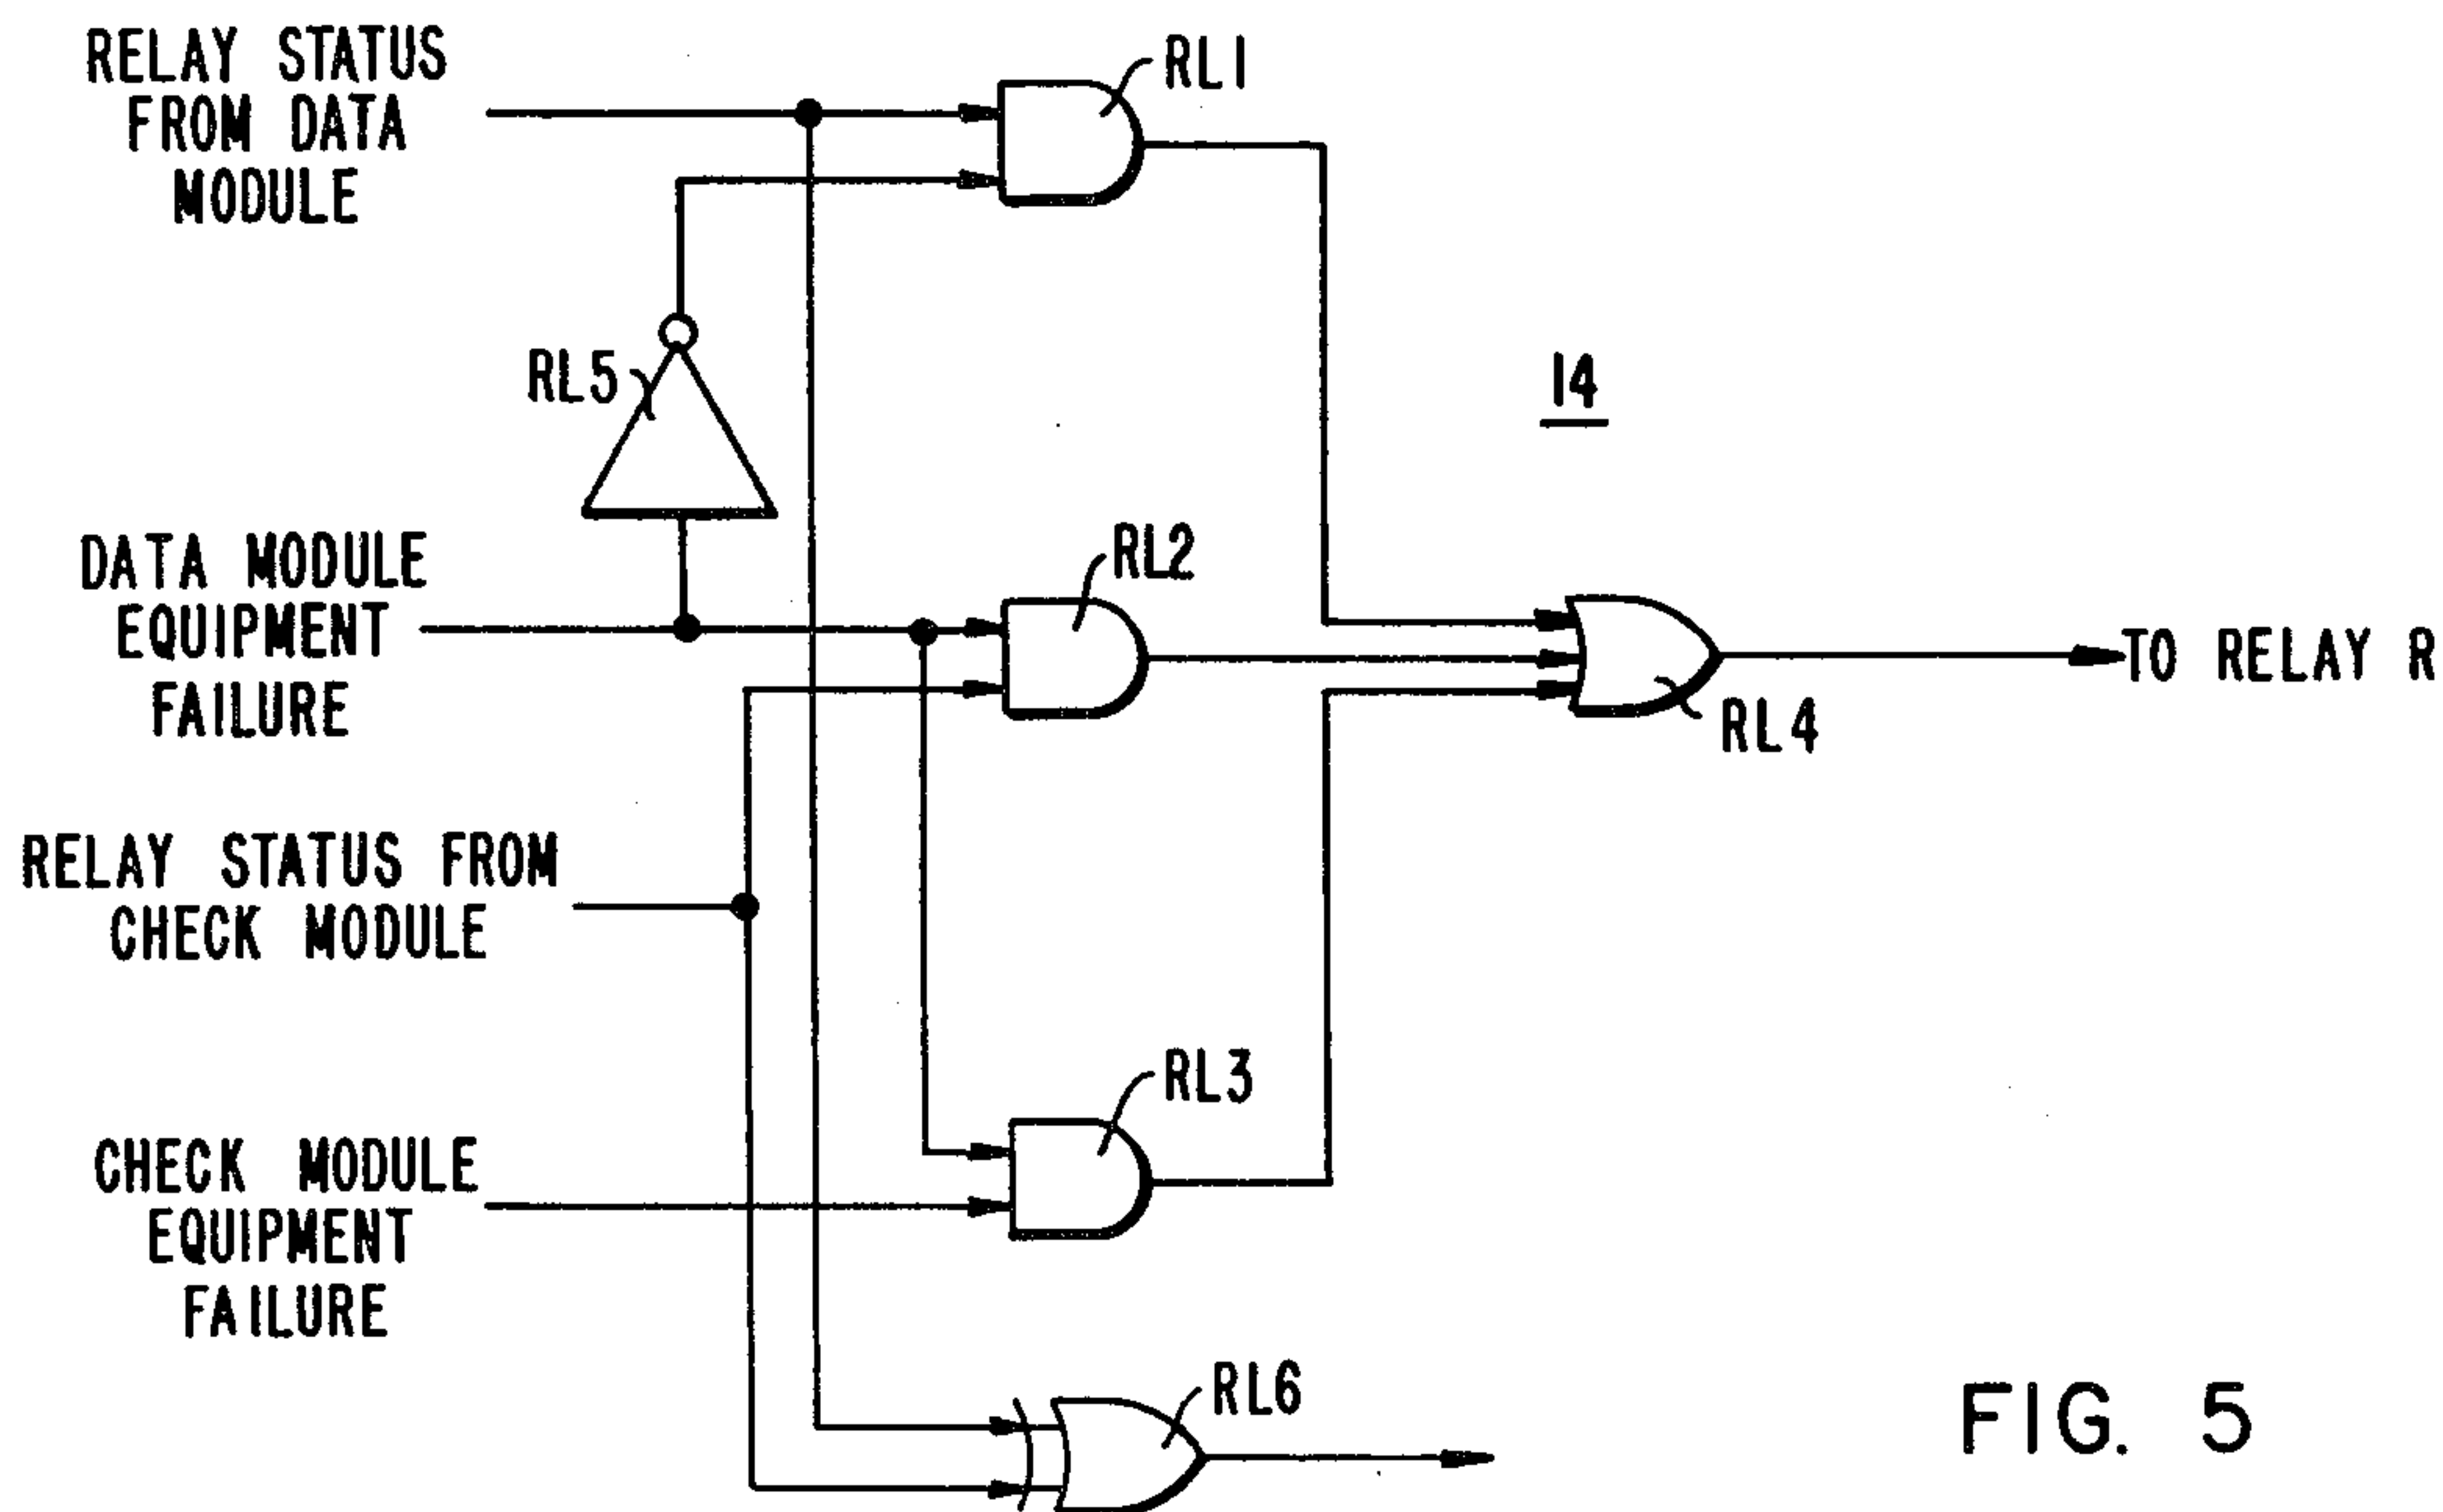 RELAY STATUS
FROM DATA
MODULE
RL1
RL5
14
DATA MODULE
EQUIPMENT
FAILURE
RL2
TO RELAY R
RL4
RELAY STATUS FROM
CHECK MODULE
RL3
CHECK MODULE
EQUIPMENT
FAILURE
RL6
FIG. 5